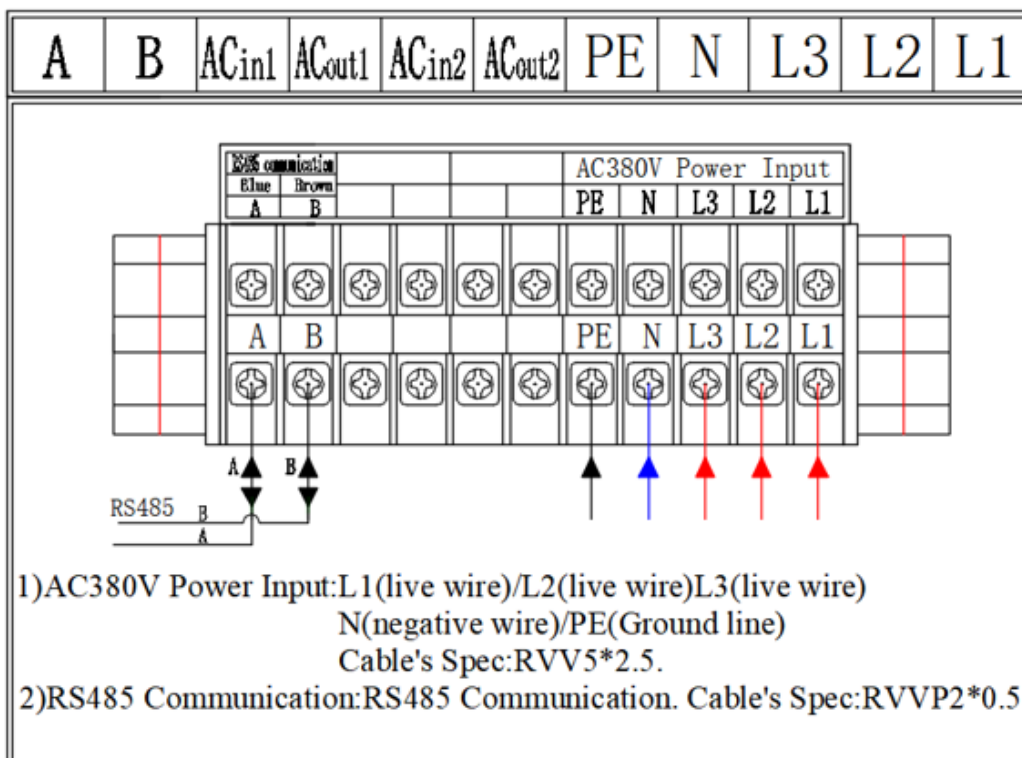 A B ACin1 ACout1 ACin2 ACout2 PE N L3 L2 L1
RS485 communication AC380V Power Input
Blue Brown
A B PE N L3 L2 L1
A B PE N L3 L2 L1
A B
RS485 B
A
1)AC380V Power Input:L1(live wire)/L2(live wire)L3(live wire)
N(negative wire)/PE(Ground line)
Cable's Spec:RVV5*2.5.
2)RS485 Communication:RS485 Communication. Cable's Spec:RVVP2*0.5